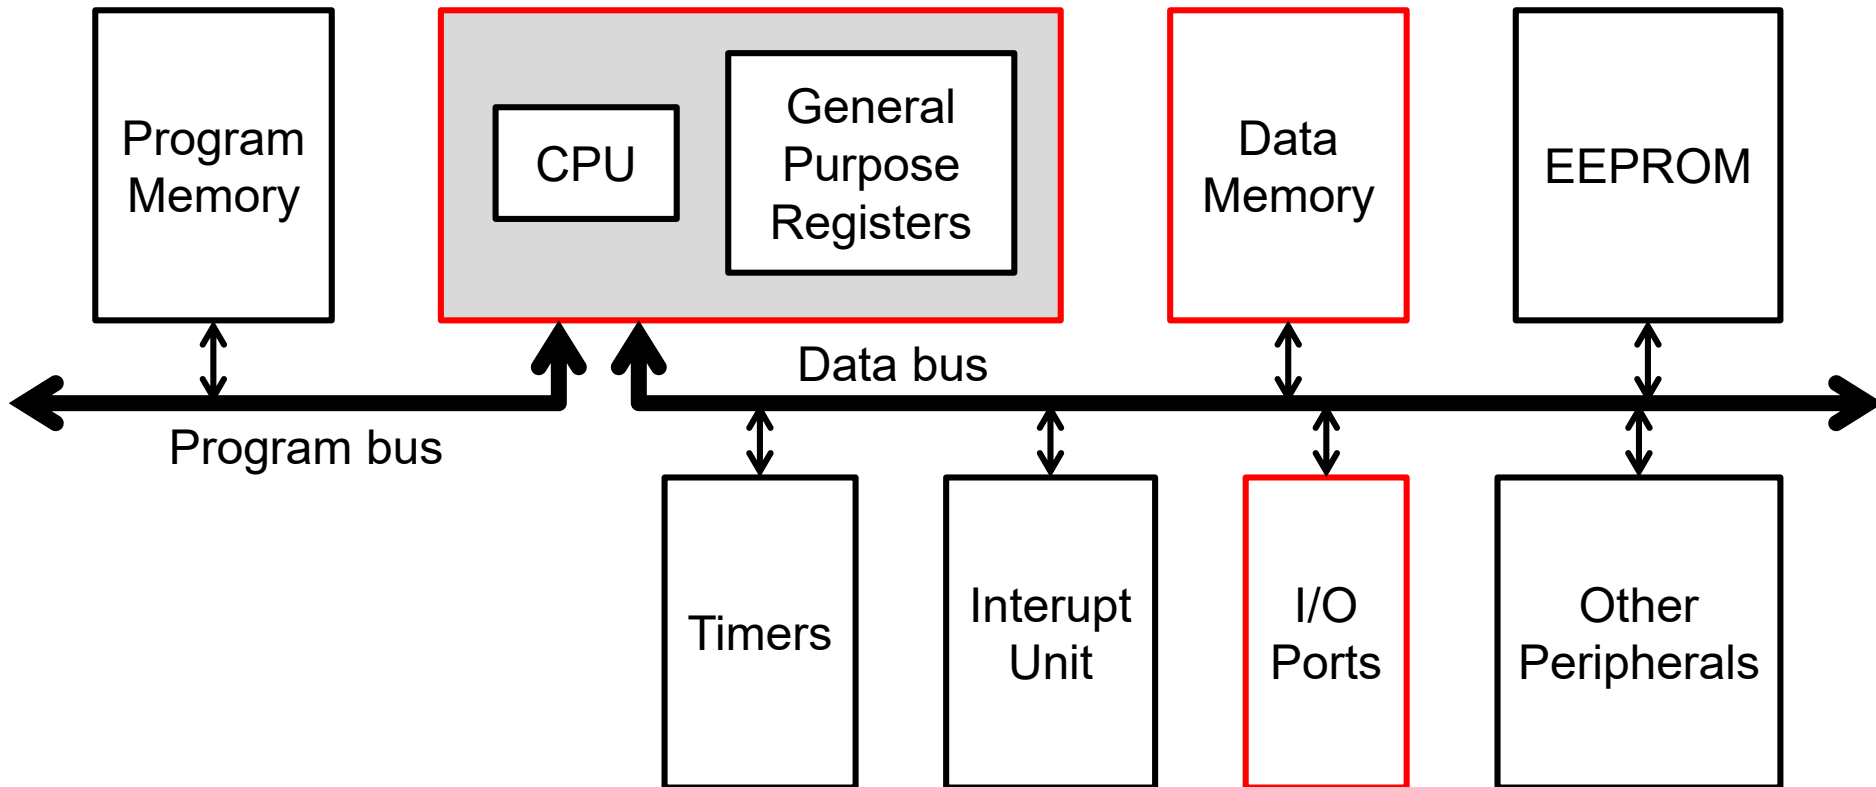 Program
Memory
CPU
General
Purpose
Registers
Data
Memory
EEPROM
Data bus
Program bus
Timers
Interupt
Unit
I/O
Ports
Other
Peripherals